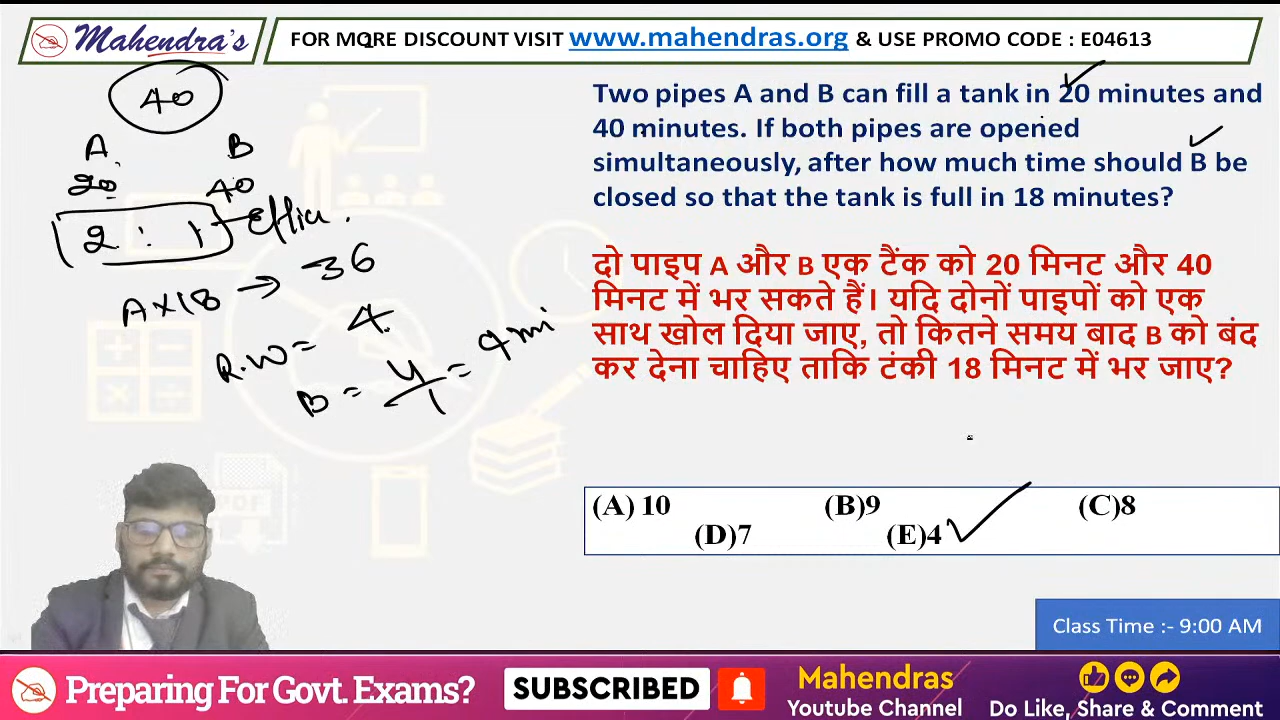 Mahendra's
FOR MORE DISCOUNT VISIT www.mahendras.org & USE PROMO CODE : E04613
40
A B
20 40
2 : 1 Effic.
A×18 → 36
R.W = 4
B = 4/1 = 4 min
Two pipes A and B can fill a tank in 20 minutes and
40 minutes. If both pipes are opened
simultaneously, after how much time should B be
closed so that the tank is full in 18 minutes?
दो पाइप A और B एक टैंक को 20 मिनट और 40
मिनट में भर सकते हैं। यदि दोनों पाइपों को एक
साथ खोल दिया जाए, तो कितने समय बाद B को बंद
कर देना चाहिए ताकि टंकी 18 मिनट में भर जाए?
(A) 10 (B)9 (C)8
(D)7 (E)4
Class Time :- 9:00 AM
Preparing For Govt. Exams?
SUBSCRIBED
Mahendras
Youtube Channel
Do Like, Share & Comment